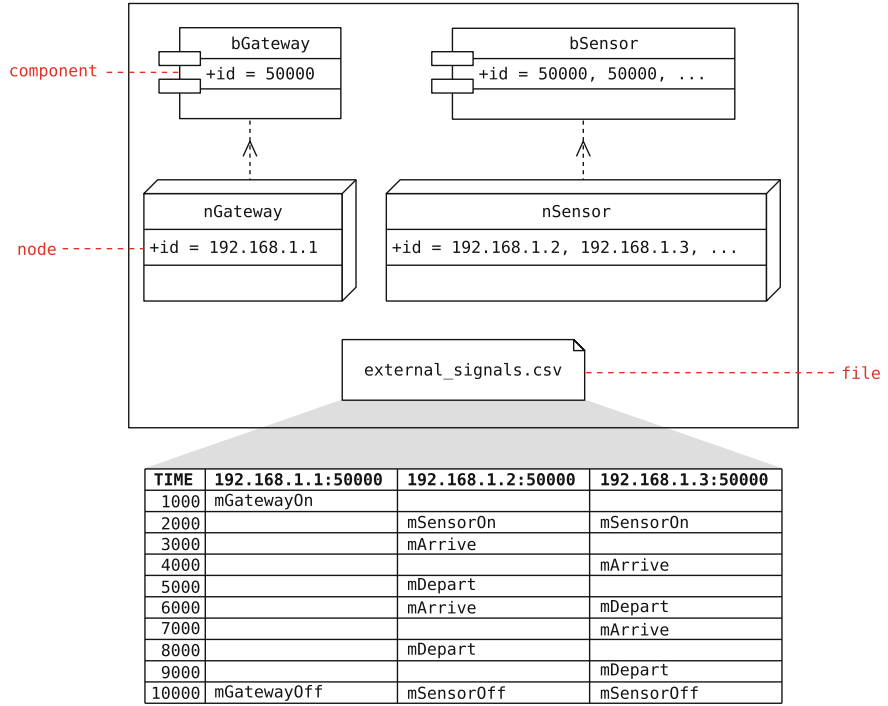 bGateway
+id = 50000
bSensor
+id = 50000, 50000, ...
component
nGateway
+id = 192.168.1.1
nSensor
+id = 192.168.1.2, 192.168.1.3, ...
node
external_signals.csv
file
TIME 192.168.1.1:50000 192.168.1.2:50000 192.168.1.3:50000
1000 mGatewayOn
2000 mSensorOn mSensorOn
3000 mArrive
4000 mArrive
5000 mDepart
6000 mArrive mDepart
7000 mArrive
8000 mDepart
9000 mDepart
10000 mGatewayOff mSensorOff mSensorOff